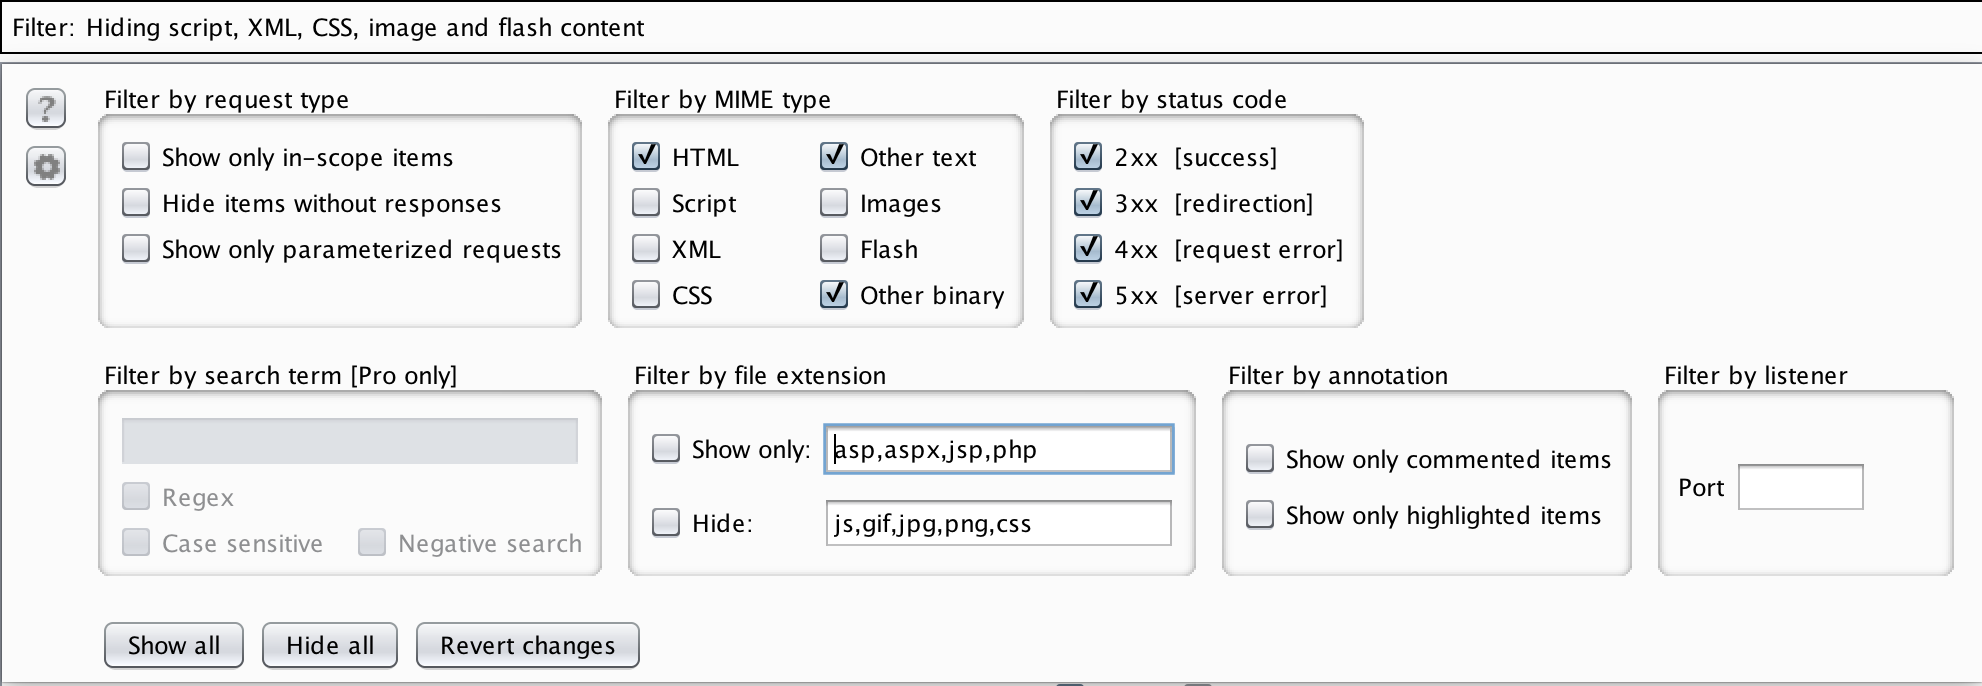 Filter: Hiding script, XML, CSS, image and flash content
?
Filter by request type
Show only in-scope items
Hide items without responses
Show only parameterized requests
Filter by MIME type
HTML
Script
XML
CSS
Other text
Images
Flash
Other binary
Filter by status code
2xx [success]
3xx [redirection]
4xx [request error]
5xx [server error]
Filter by search term [Pro only]
Regex
Case sensitive
Negative search
Filter by file extension
Show only: asp,aspx,jsp,php
Hide: js,gif,jpg,png,css
Filter by annotation
Show only commented items
Show only highlighted items
Filter by listener
Port
Show all
Hide all
Revert changes